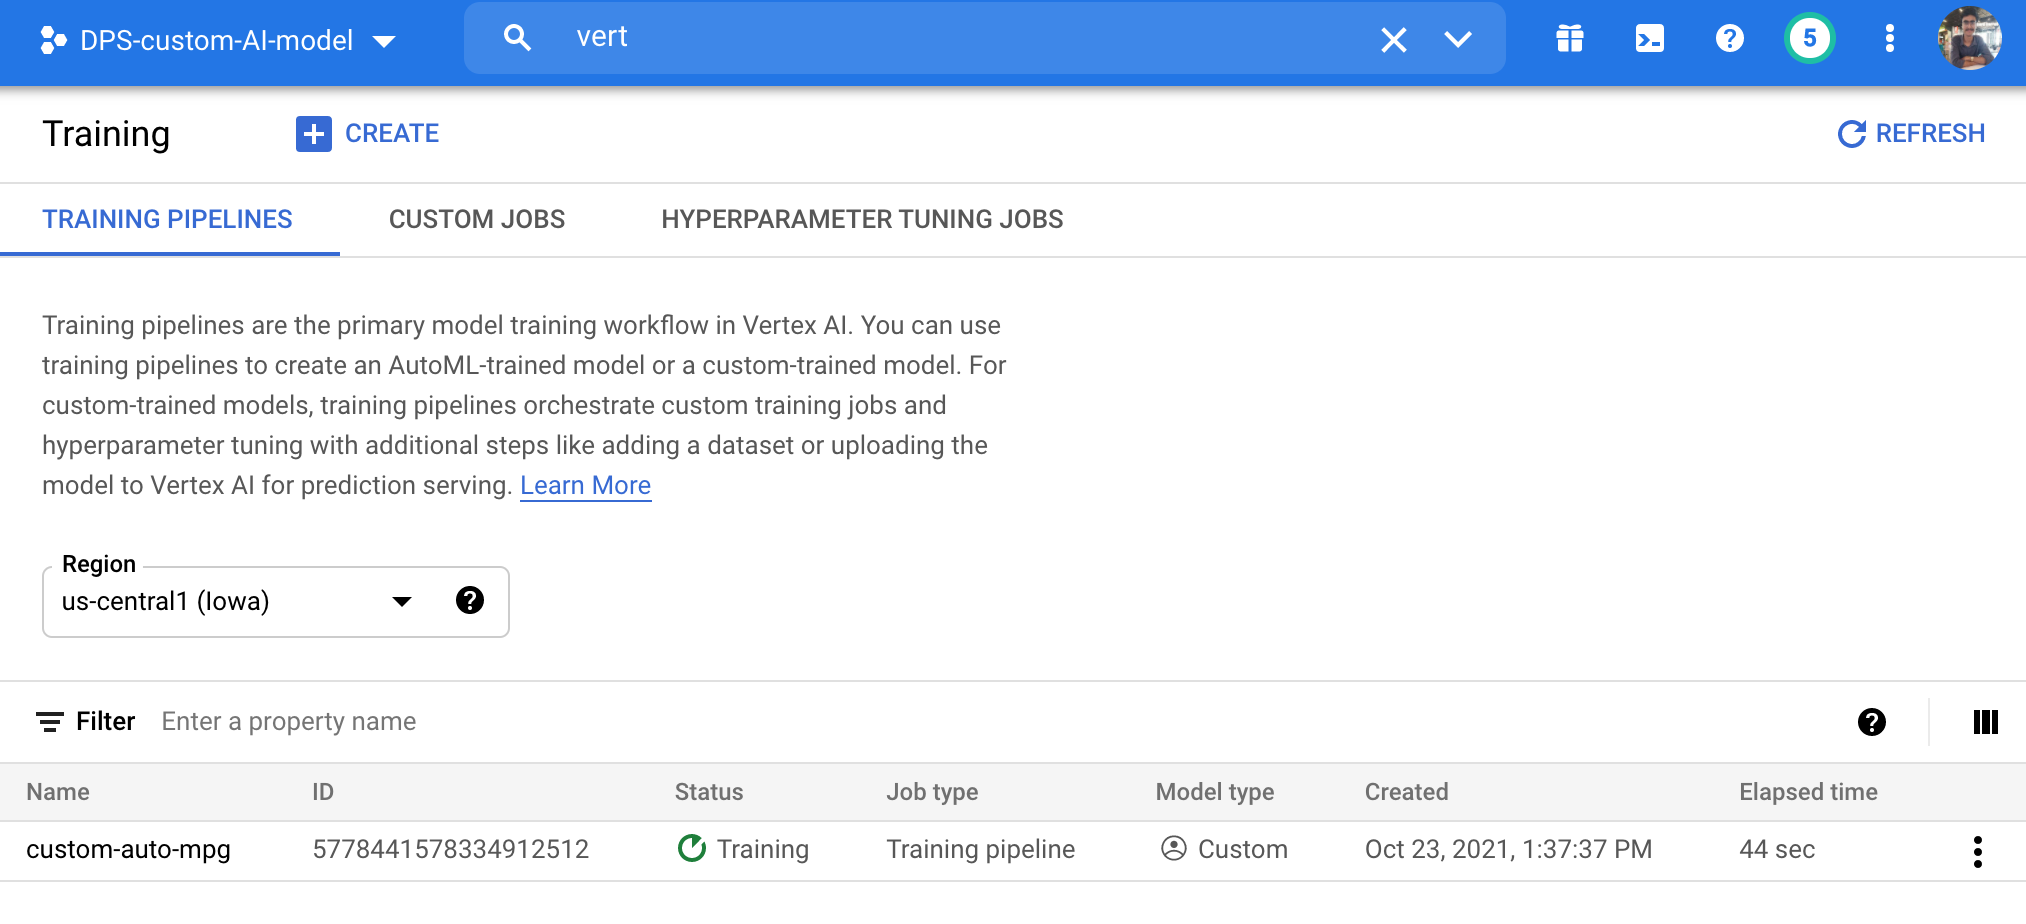 DPS-custom-AI-model
vert
5
Training
CREATE
REFRESH
TRAINING PIPELINES
CUSTOM JOBS
HYPERPARAMETER TUNING JOBS
Training pipelines are the primary model training workflow in Vertex AI. You can use
training pipelines to create an AutoML-trained model or a custom-trained model. For
custom-trained models, training pipelines orchestrate custom training jobs and
hyperparameter tuning with additional steps like adding a dataset or uploading the
model to Vertex AI for prediction serving. Learn More
Region
us-central1 (Iowa)
Filter Enter a property name
Name ID Status Job type Model type Created Elapsed time
custom-auto-mpg 5778441578334912512 Training Training pipeline Custom Oct 23, 2021, 1:37:37 PM 44 sec